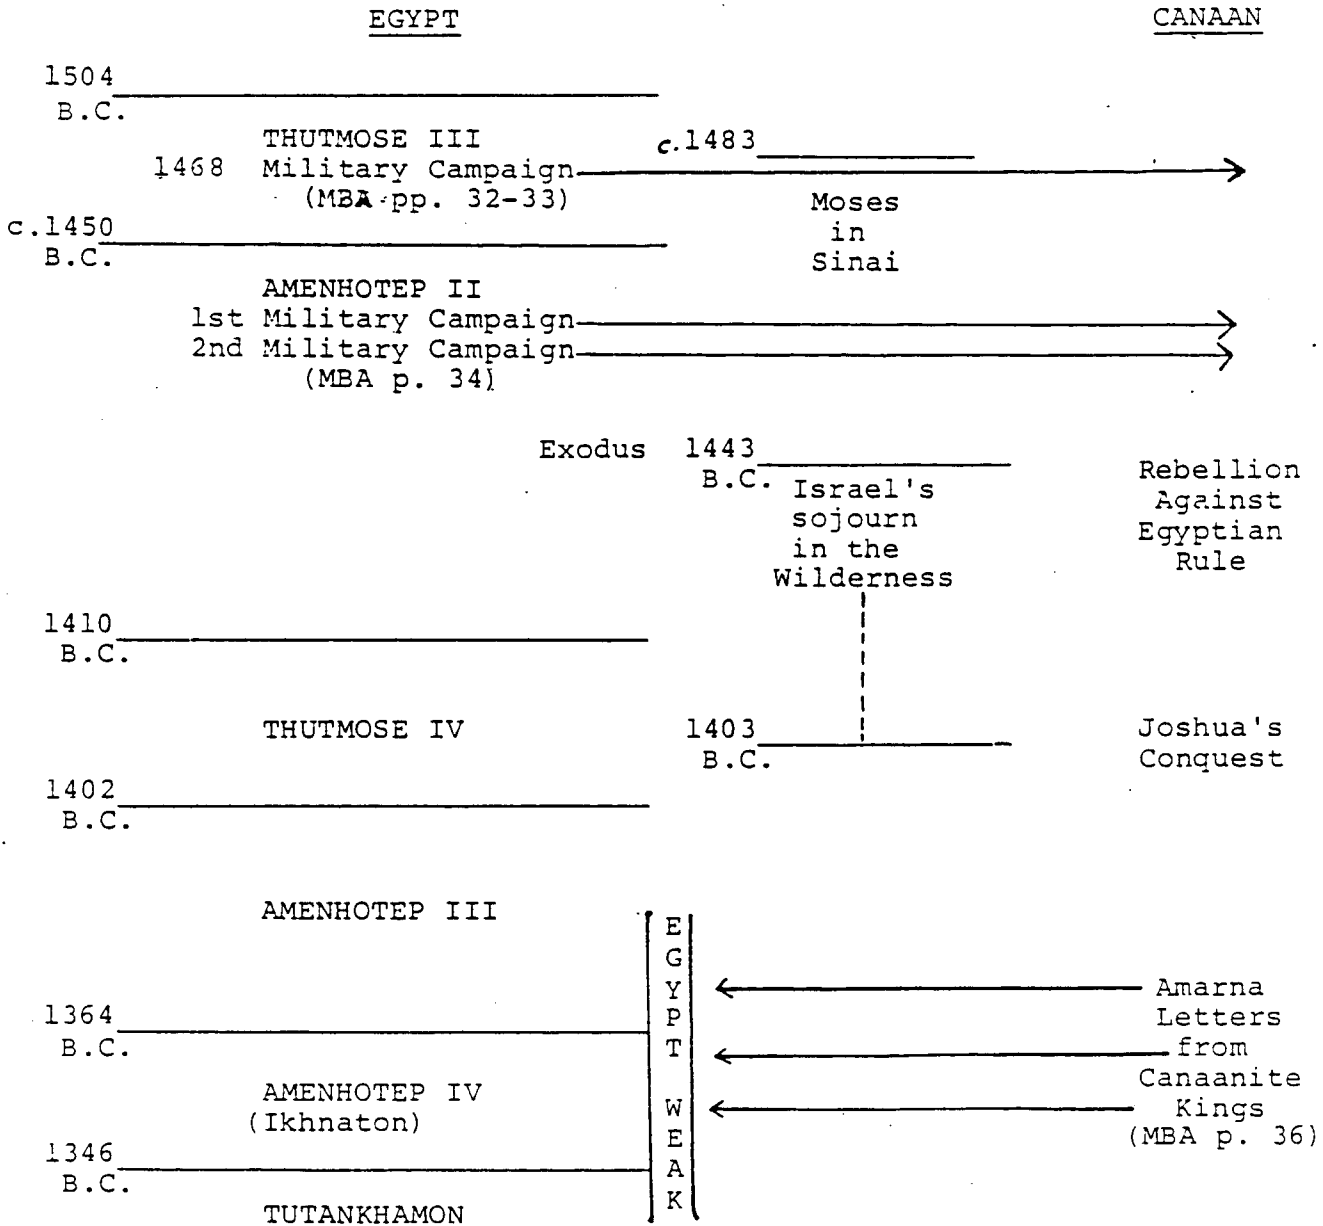 EGYPT CANAAN
1504
B.C.
THUTMOSE III c.1483
1468 Military Campaign
(MBA pp. 32-33) Moses
c.1450 in
B.C. Sinai
AMENHOTEP II
1st Military Campaign
2nd Military Campaign
(MBA p. 34)
Exodus 1443
B.C. Rebellion
Israel's Against
sojourn Egyptian
in the Rule
Wilderness
1410
B.C.
THUTMOSE IV 1403 Joshua's
B.C. Conquest
1402
B.C.
AMENHOTEP III
EGYPT WEAK
Amarna
1364 Letters
B.C. from
Canaanite
AMENHOTEP IV Kings
(Ikhnaton) (MBA p. 36)
1346
B.C.
TUTANKHAMON